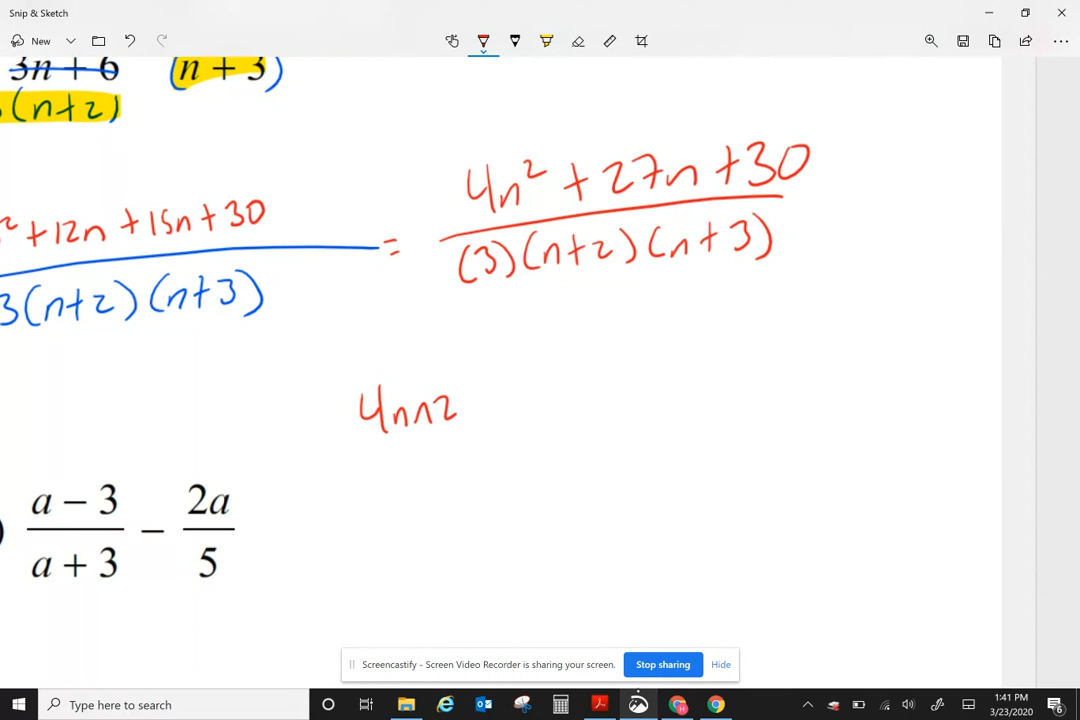 Snip & Sketch
New
3n + 6 (n + 3)
(n+2)
² +12n +15n +30
3(n+2) (n+3)
=
4n² + 27n +30
(3)(n+2)(n+3)
4nn2
) a − 3
a + 3
−
2a
5
Screencastify - Screen Video Recorder is sharing your screen.
Stop sharing
Hide
Type here to search
1:41 PM
3/23/2020
6